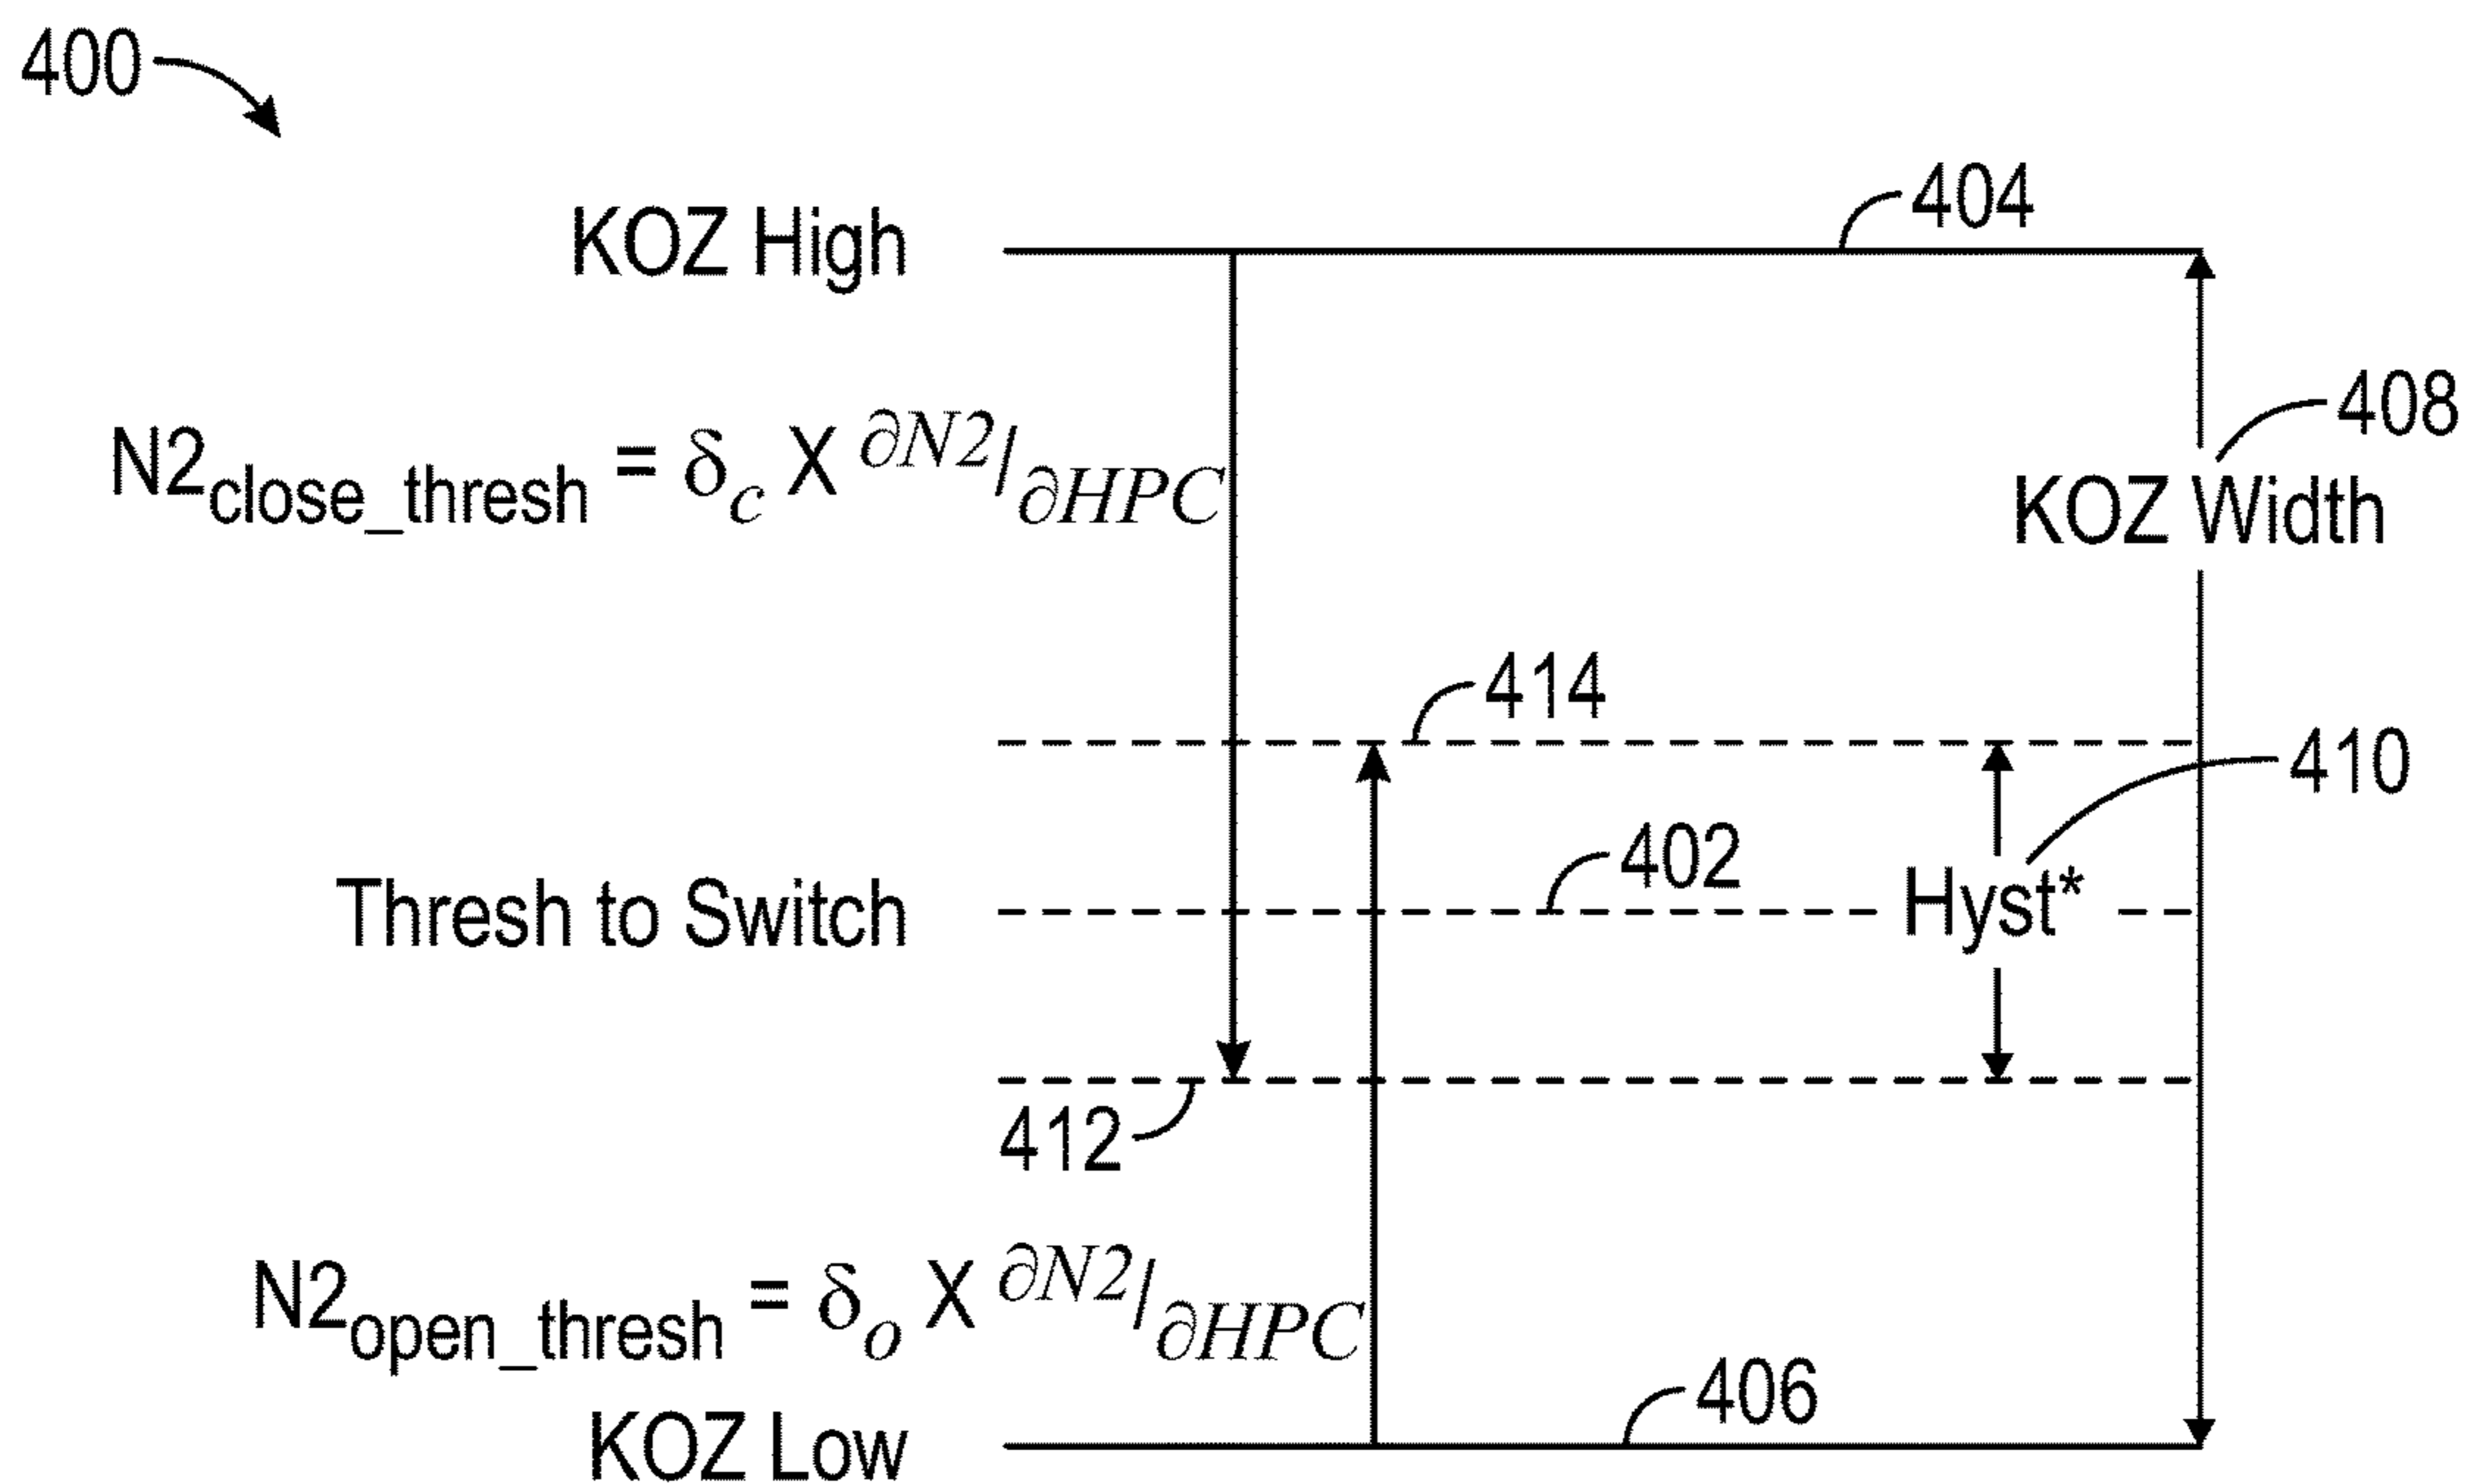 400
404
KOZ High
408
N2close_thresh = δc X ∂N2/∂HPC
KOZ Width
414
410
402
Thresh to Switch
Hyst*
412
N2open_thresh = δo X ∂N2/∂HPC
406
KOZ Low